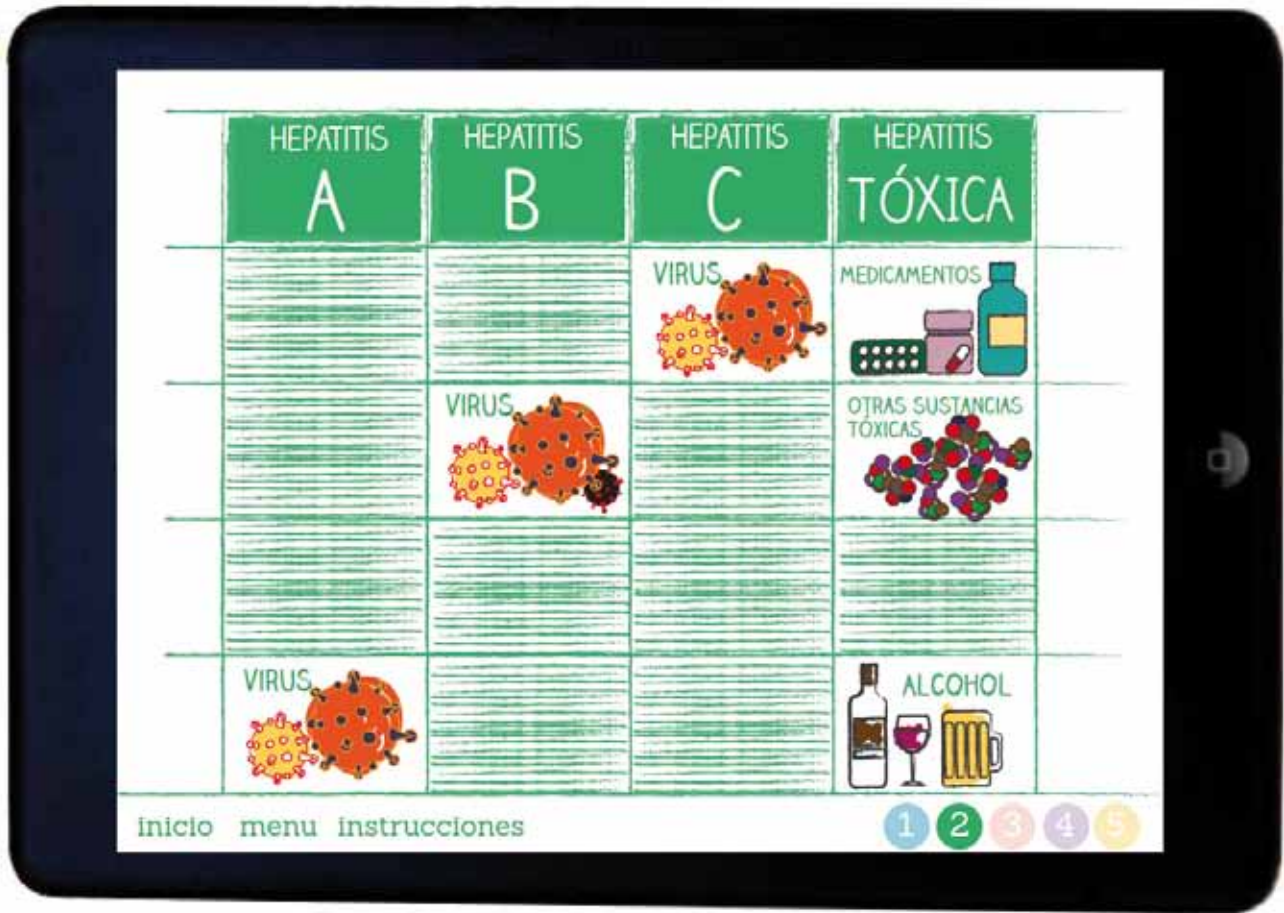 HEPATITIS
A
HEPATITIS
B
HEPATITIS
C
HEPATITIS
TÓXICA
VIRUS
MEDICAMENTOS
VIRUS
OTRAS SUSTANCIAS
TÓXICAS
VIRUS
ALCOHOL
inicio menu instrucciones
1 2 3 4 5